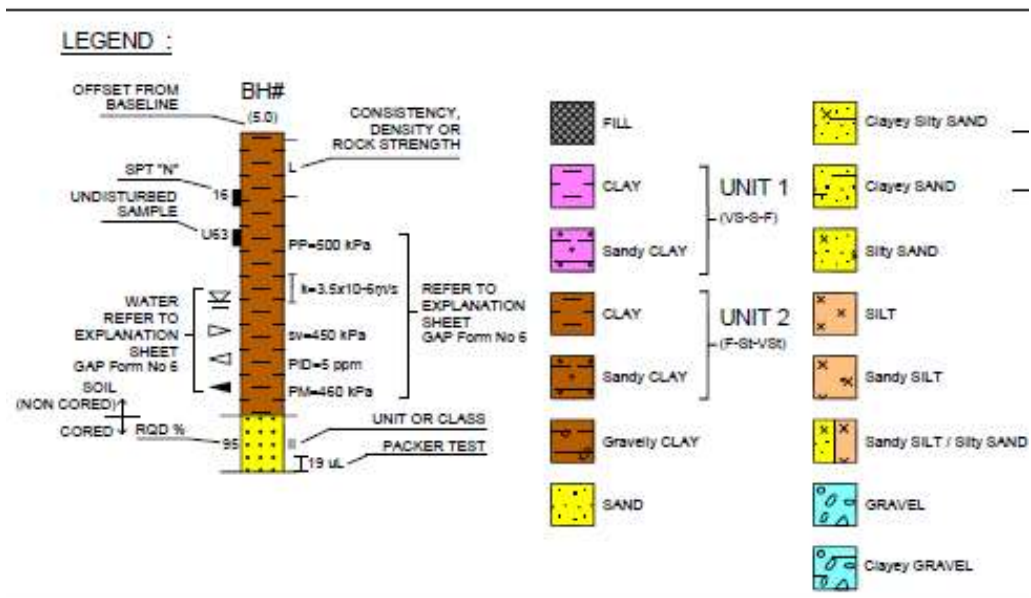 LEGEND :
BH#
(5.0)
OFFSET FROM
BASELINE
CONSISTENCY,
DENSITY OR
ROCK STRENGTH
L
SPT "N"
16
UNDISTURBED
SAMPLE
U63
PP=500 kPa
k=3.5x10-6m/s
sv=450 kPa
PID=5 ppm
PM=460 kPa
REFER TO
EXPLANATION
SHEET
GAP Form No 6
WATER
REFER TO
EXPLANATION
SHEET
GAP Form No 6
SOIL
(NON CORED)
CORED
RQD %
95
UNIT OR CLASS
II
PACKER TEST
19 uL
FILL
CLAY
Sandy CLAY
UNIT 1
(VS-S-F)
CLAY
Sandy CLAY
UNIT 2
(F-St-VSt)
Gravelly CLAY
SAND
Clayey Silty SAND
Clayey SAND
Silty SAND
SILT
Sandy SILT
Sandy SILT / Silty SAND
GRAVEL
Clayey GRAVEL